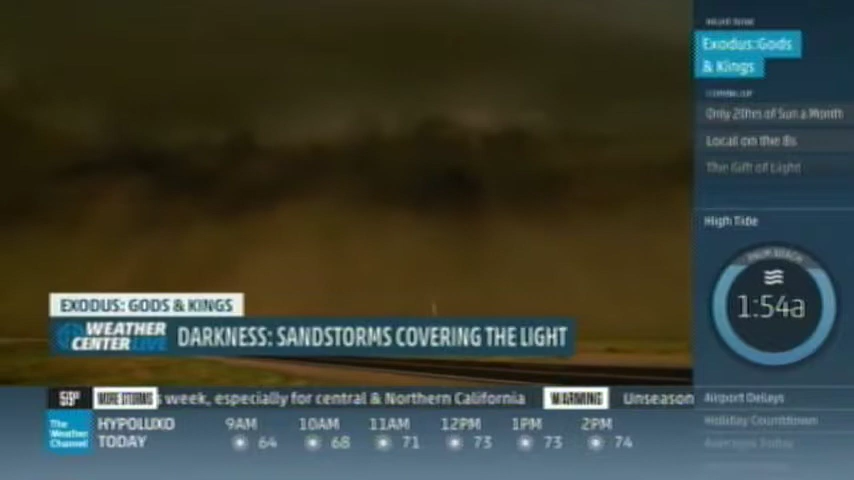 RIGHT NOW
Exodus: Gods
& Kings
COMING UP
Only 20hrs of Sun a Month
Local on the 8s
The Gift of Light
High Tide
PALM BEACH
1:54a
EXODUS: GODS & KINGS
WEATHER
CENTER LIVE
DARKNESS: SANDSTORMS COVERING THE LIGHT
MORE STORMS s week, especially for central & Northern California WARMING Unseason
Airport Delays
The
Weather
Channel
HYPOLUXO
TODAY
9AM 10AM 11AM 12PM 1PM 2PM
64 68 71 73 73 74
Holiday Countdown